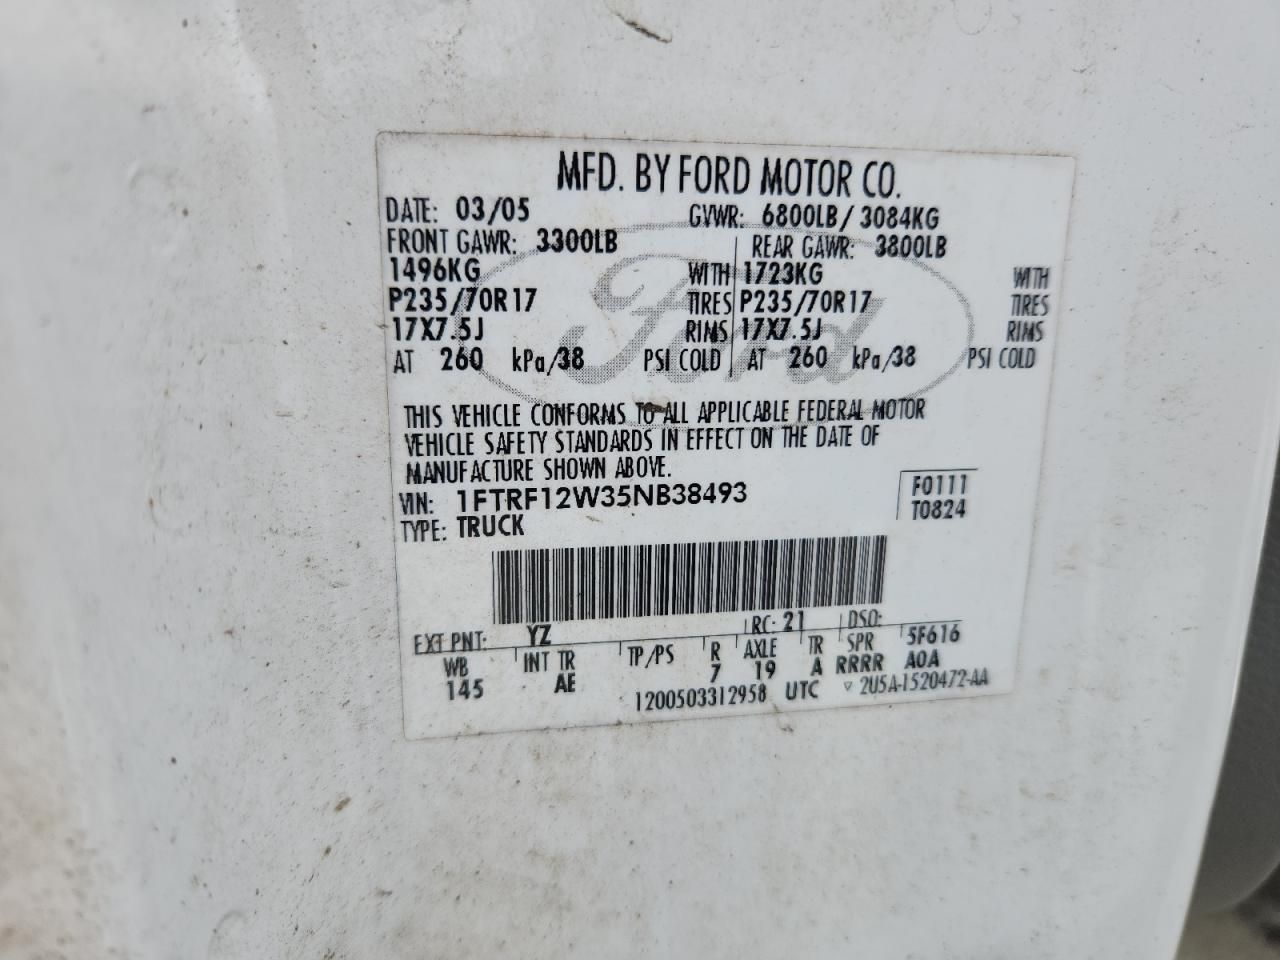 MFD. BY FORD MOTOR CO.
DATE: 03/05 GVWR: 6800LB/ 3084KG
FRONT GAWR: 3300LB REAR GAWR: 3800LB
1496KG WITH 1723KG WITH
P235/70R17 TIRES P235/70R17 TIRES
17X7.5J RIMS 17X7.5J RIMS
AT 260 kPa/38 PSI COLD AT 260 kPa/38 PSI COLD
Ford
THIS VEHICLE CONFORMS TO ALL APPLICABLE FEDERAL MOTOR
VEHICLE SAFETY STANDARDS IN EFFECT ON THE DATE OF
MANUFACTURE SHOWN ABOVE.
VIN: 1FTRF12W35NB38493 F0111
TYPE: TRUCK T0824
EXT PNT: YZ RC: 21 DSO:
WB INT TR TP/PS R AXLE TR SPR 5F616
145 AE 7 19 A RRRR A0A
1200503312958 UTC ▽ 2U5A-1520472-AA